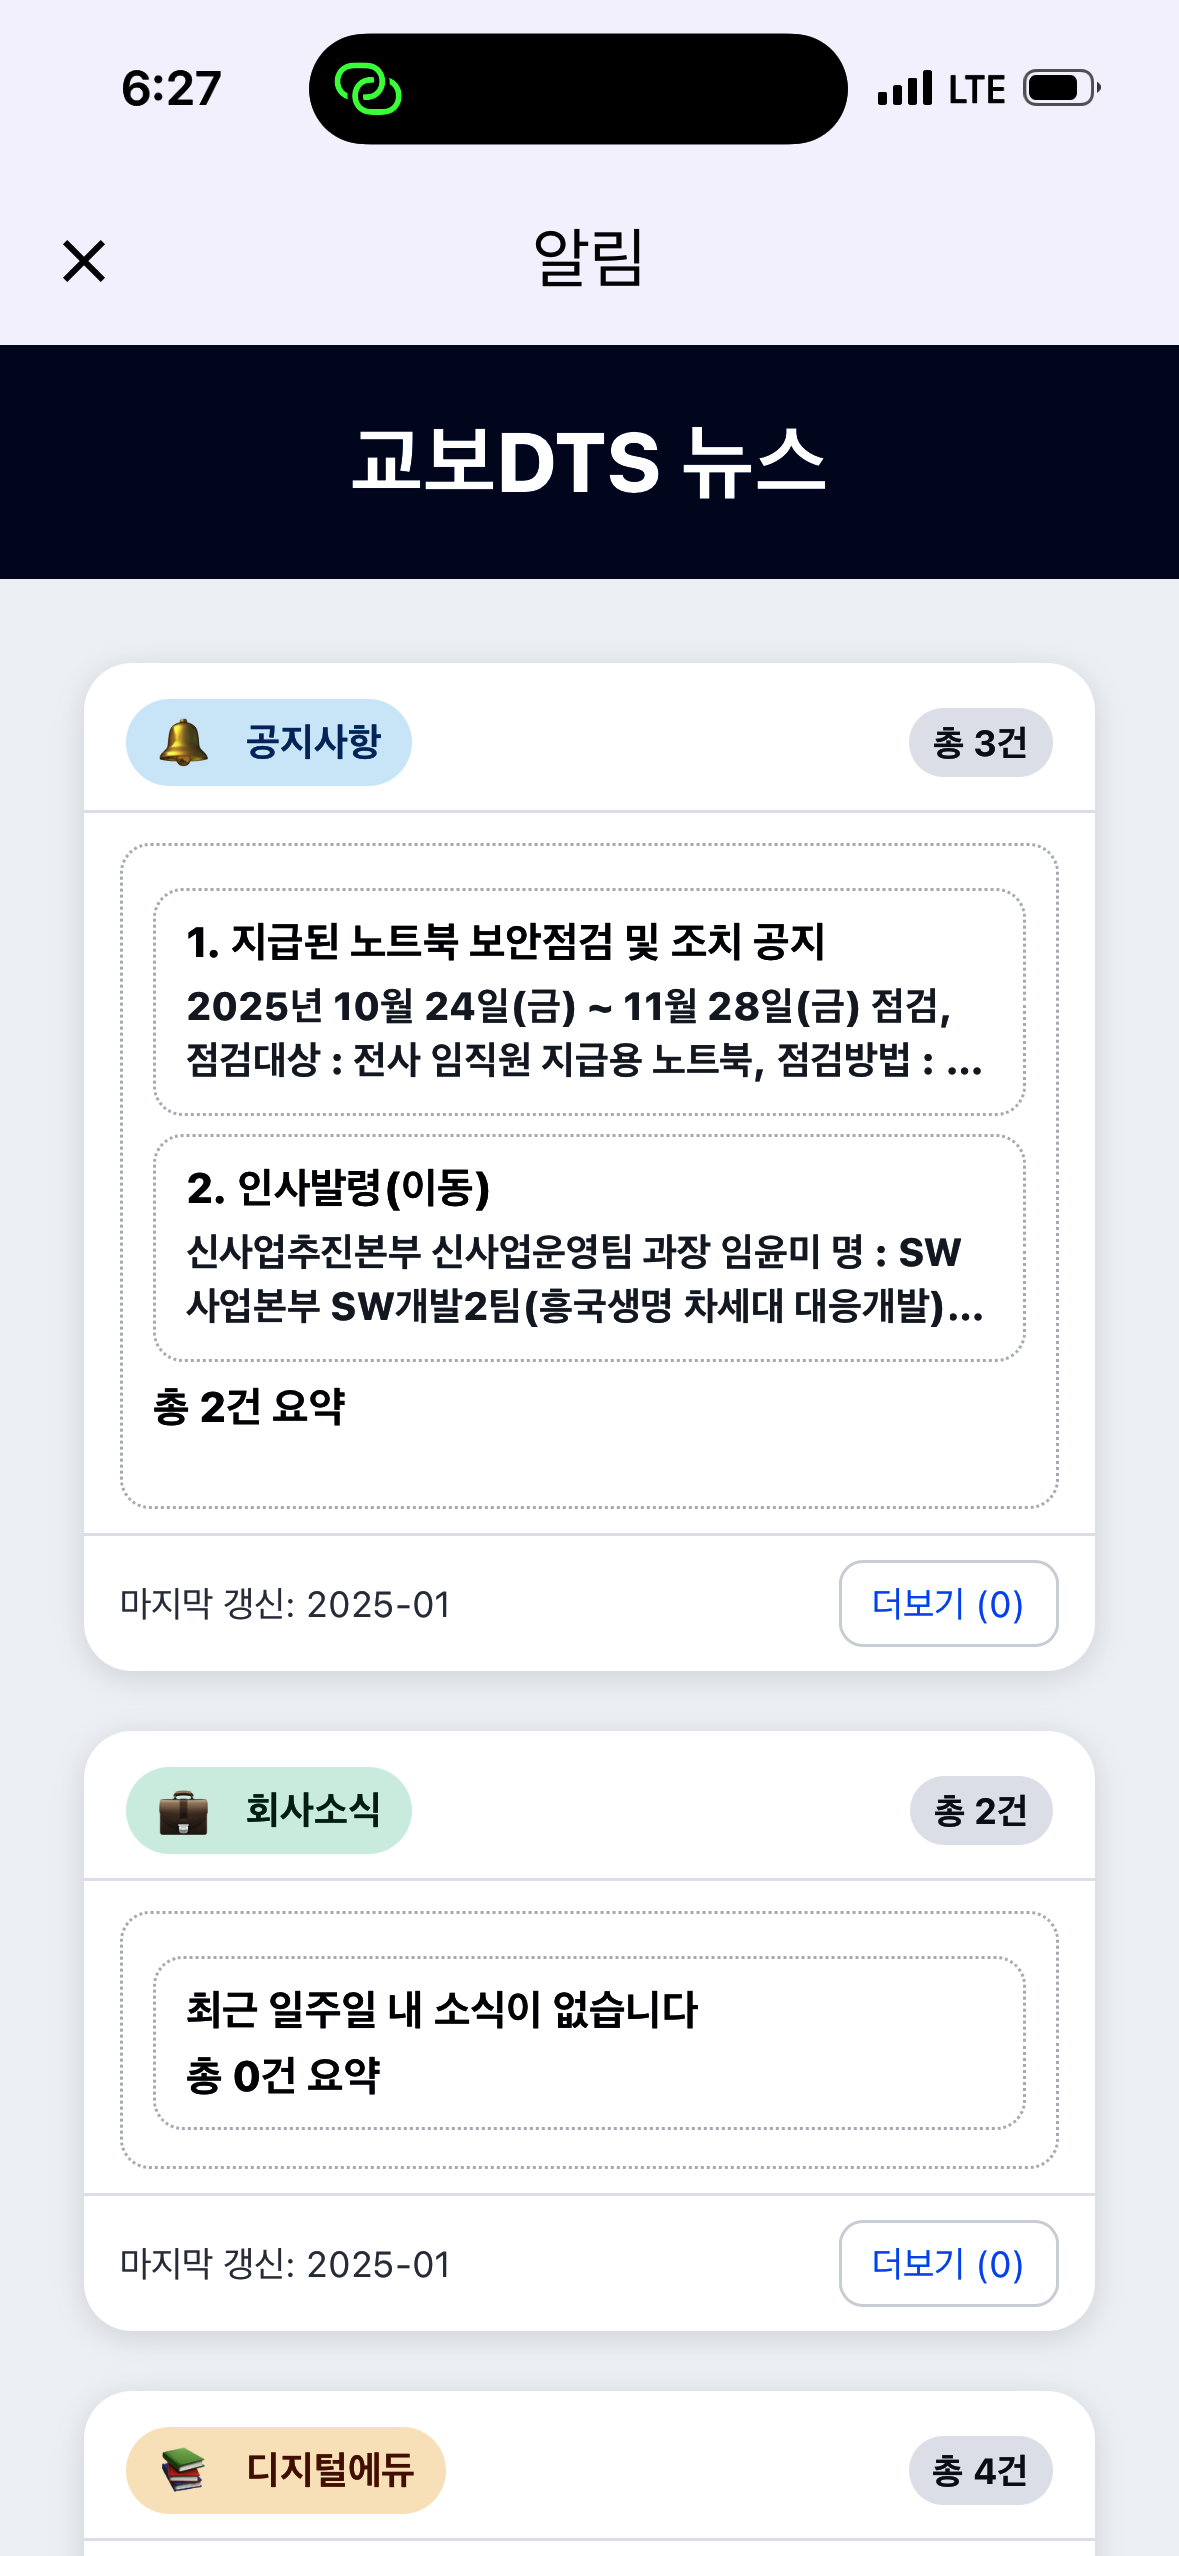 6:27
LTE
알림
교보DTS 뉴스
공지사항
총 3건
1. 지급된 노트북 보안점검 및 조치 공지
2025년 10월 24일(금) ~ 11월 28일(금) 점검,
점검대상 : 전사 임직원 지급용 노트북, 점검방법 : ...
2. 인사발령(이동)
신사업추진본부 신사업운영팀 과장 임윤미 명 : SW
사업본부 SW개발2팀(흥국생명 차세대 대응개발)...
총 2건 요약
마지막 갱신: 2025-01
더보기 (0)
회사소식
총 2건
최근 일주일 내 소식이 없습니다
총 0건 요약
마지막 갱신: 2025-01
더보기 (0)
디지털에듀
총 4건